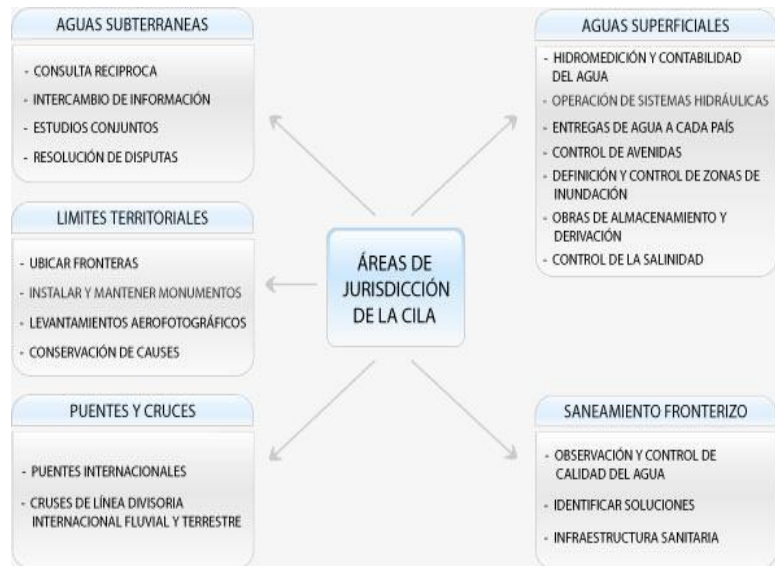 AGUAS SUBTERRANEAS
- CONSULTA RECIPROCA
- INTERCAMBIO DE INFORMACIÓN
- ESTUDIOS CONJUNTOS
- RESOLUCIÓN DE DISPUTAS
LIMITES TERRITORIALES
- UBICAR FRONTERAS
- INSTALAR Y MANTENER MONUMENTOS
- LEVANTAMIENTOS AEROFOTOGRÁFICOS
- CONSERVACIÓN DE CAUSES
PUENTES Y CRUCES
- PUENTES INTERNACIONALES
- CRUSES DE LÍNEA DIVISORIA
INTERNACIONAL FLUVIAL Y TERRESTRE
ÁREAS DE
JURISDICCIÓN
DE LA CILA
AGUAS SUPERFICIALES
- HIDROMEDICIÓN Y CONTABILIDAD
DEL AGUA
- OPERACIÓN DE SISTEMAS HIDRÁULICAS
- ENTREGAS DE AGUA A CADA PAÍS
- CONTROL DE AVENIDAS
- DEFINICIÓN Y CONTROL DE ZONAS DE
INUNDACIÓN
- OBRAS DE ALMACENAMIENTO Y
DERIVACIÓN
- CONTROL DE LA SALINIDAD
SANEAMIENTO FRONTERIZO
- OBSERVACIÓN Y CONTROL DE
CALIDAD DEL AGUA
- IDENTIFICAR SOLUCIONES
- INFRAESTRUCTURA SANITARIA